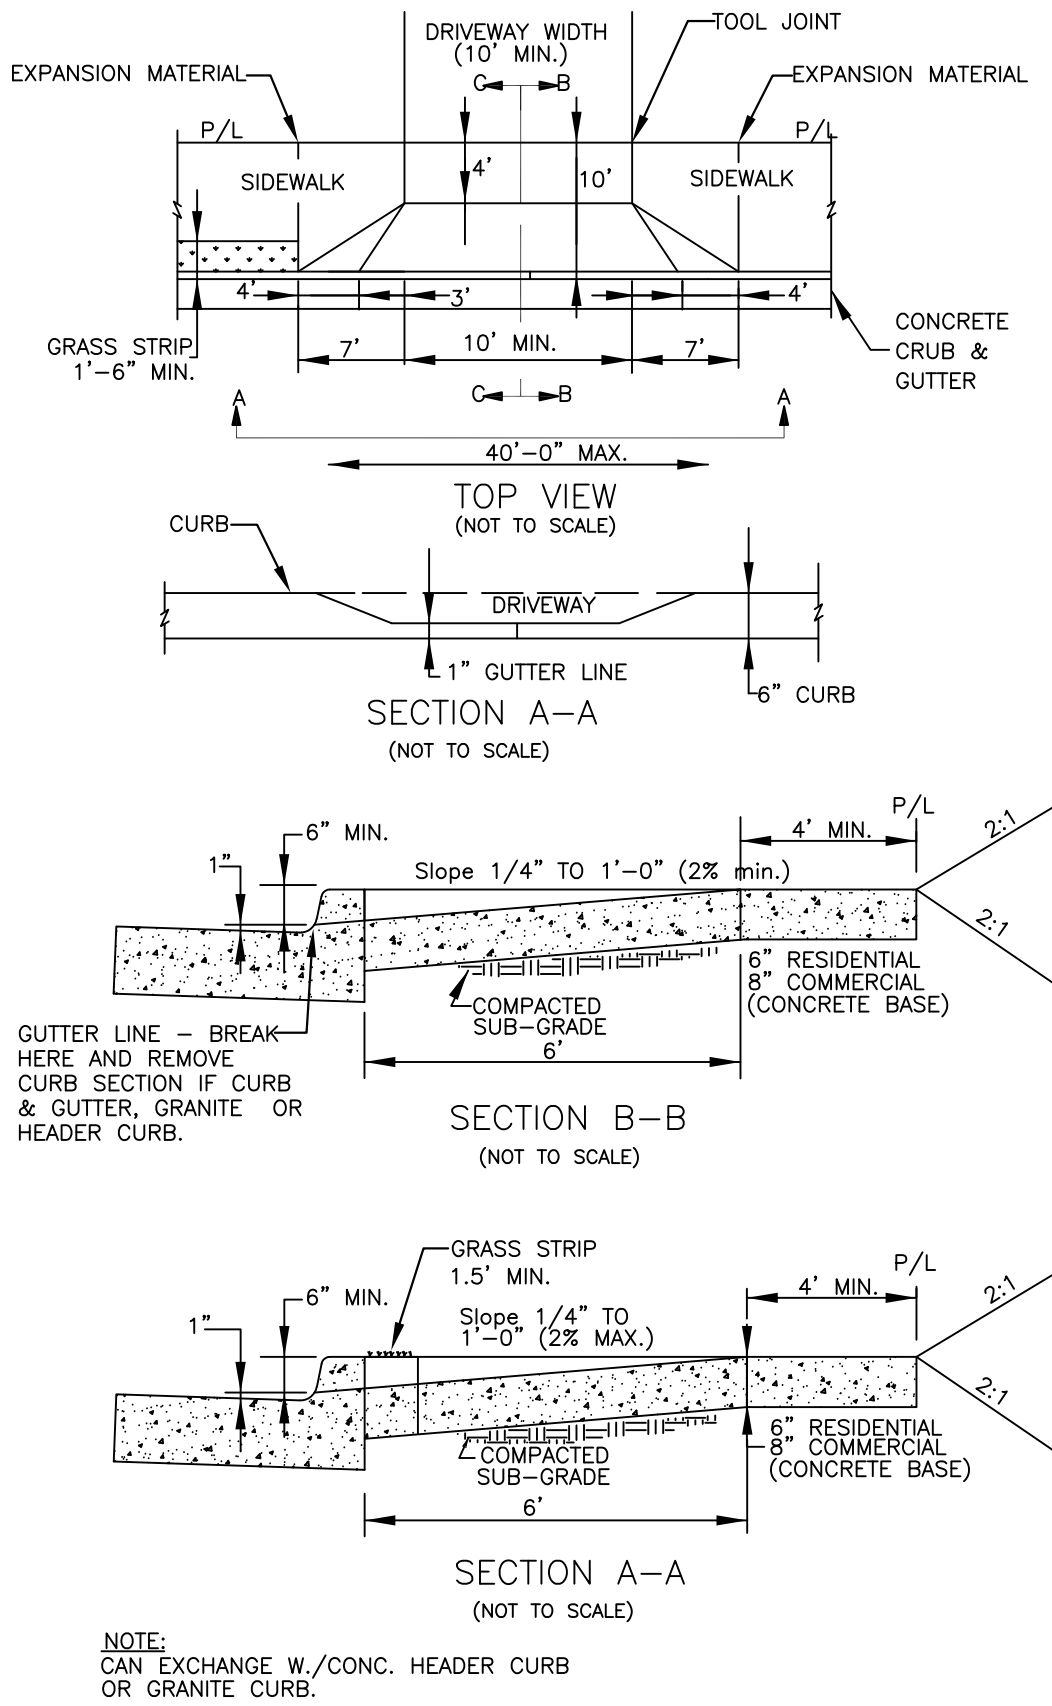 DRIVEWAY WIDTH
(10' MIN.)
TOOL JOINT
EXPANSION MATERIAL
EXPANSION MATERIAL
C B
P/L
P/L
4'
10'
SIDEWALK
SIDEWALK
4'
3'
4'
GRASS STRIP
1'-6" MIN.
7'
10' MIN.
7'
CONCRETE
CRUB &
GUTTER
C B
A
A
40'-0" MAX.
TOP VIEW
(NOT TO SCALE)
CURB
DRIVEWAY
1" GUTTER LINE
6" CURB
SECTION A-A
(NOT TO SCALE)
P/L
6" MIN.
4' MIN.
2:1
1"
Slope 1/4" TO 1'-0" (2% min.)
2:1
6" RESIDENTIAL
8" COMMERCIAL
(CONCRETE BASE)
COMPACTED
SUB-GRADE
GUTTER LINE - BREAK
HERE AND REMOVE
CURB SECTION IF CURB
& GUTTER, GRANITE OR
HEADER CURB.
6'
SECTION B-B
(NOT TO SCALE)
GRASS STRIP
1.5' MIN.
P/L
6" MIN.
4' MIN.
2:1
1"
Slope 1/4" TO
1'-0" (2% MAX.)
2:1
6" RESIDENTIAL
8" COMMERCIAL
(CONCRETE BASE)
COMPACTED
SUB-GRADE
6'
SECTION A-A
(NOT TO SCALE)
NOTE:
CAN EXCHANGE W./CONC. HEADER CURB
OR GRANITE CURB.